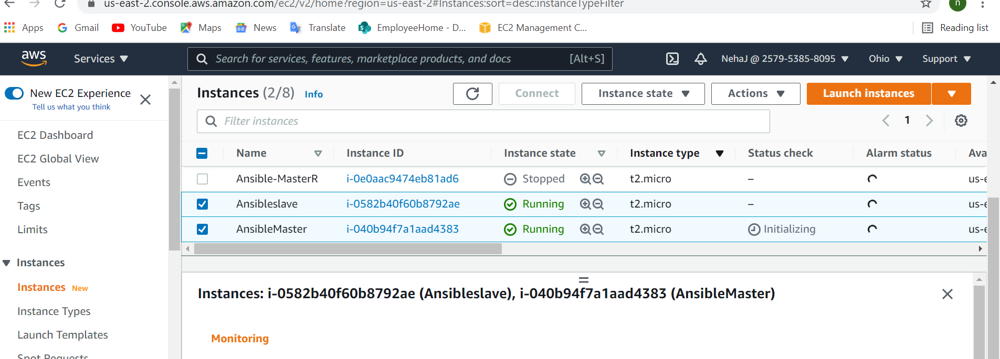 us-east-2.console.aws.amazon.com/ec2/v2/home?region=us-east-2#Instances:sort=desc:instanceTypeFilter
n
Apps Gmail YouTube Maps News Translate EmployeeHome - D... EC2 Management C... Reading list
aws Services Search for services, features, marketplace products, and docs [Alt+S] NehaJ @ 2579-5385-8095 Ohio Support
New EC2 Experience
Tell us what you think
EC2 Dashboard
EC2 Global View
Events
Tags
Limits
Instances
Instances New
Instance Types
Launch Templates
Spot Requests
Instances (2/8) Info Connect Instance state Actions Launch instances
Filter instances 1
Name Instance ID Instance state Instance type Status check Alarm status Ava
Ansible-MasterR i-0e0aac9474eb81ad6 Stopped t2.micro – us-e
Ansibleslave i-0582b40f60b8792ae Running t2.micro – us-e
AnsibleMaster i-040b94f7a1aad4383 Running t2.micro Initializing us-e
Instances: i-0582b40f60b8792ae (Ansibleslave), i-040b94f7a1aad4383 (AnsibleMaster)
Monitoring